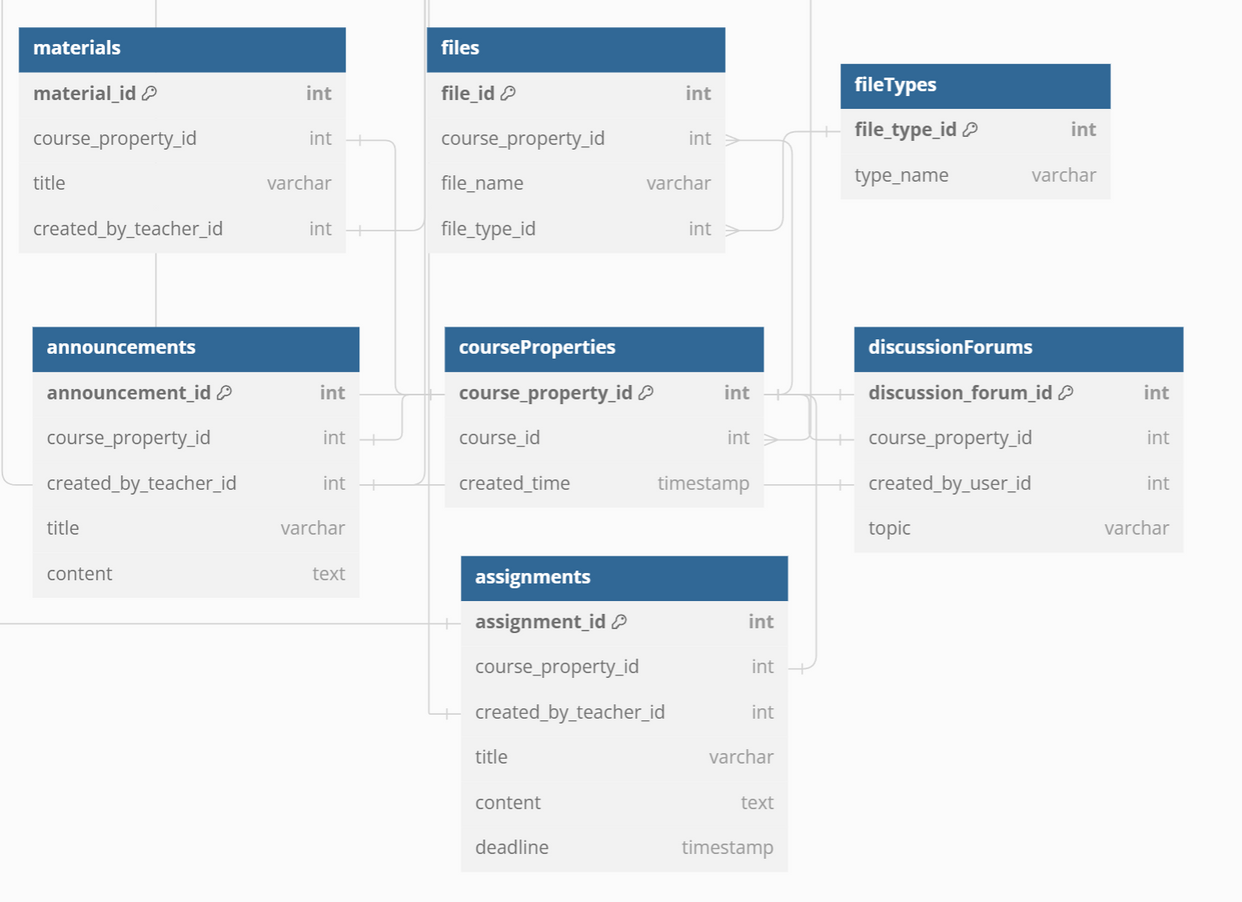 materials
material_id int
course_property_id int
title varchar
created_by_teacher_id int
files
file_id int
course_property_id int
file_name varchar
file_type_id int
fileTypes
file_type_id int
type_name varchar
announcements
announcement_id int
course_property_id int
created_by_teacher_id int
title varchar
content text
courseProperties
course_property_id int
course_id int
created_time timestamp
discussionForums
discussion_forum_id int
course_property_id int
created_by_user_id int
topic varchar
assignments
assignment_id int
course_property_id int
created_by_teacher_id int
title varchar
content text
deadline timestamp